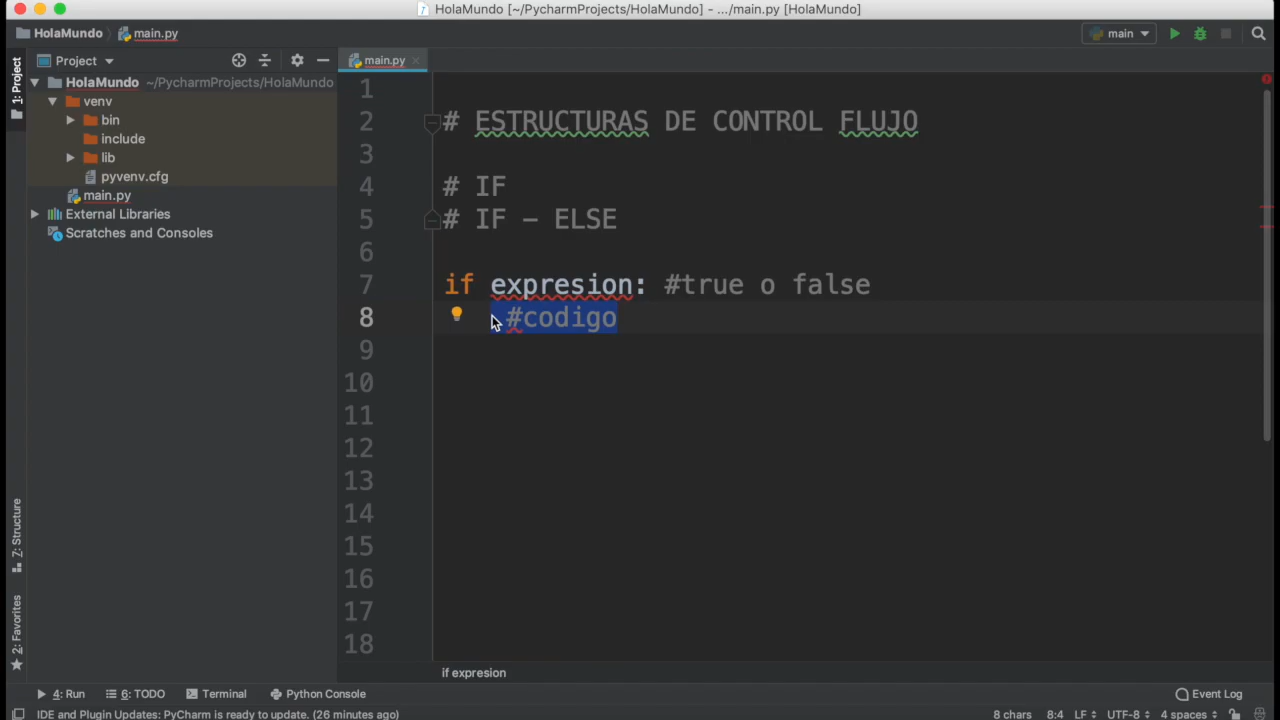 HolaMundo [~/PycharmProjects/HolaMundo] - .../main.py [HolaMundo]
HolaMundo
main.py
main
1: Project
Project
main.py
HolaMundo ~/PycharmProjects/HolaMundo
venv
bin
include
lib
pyvenv.cfg
main.py
External Libraries
Scratches and Consoles
1
2 # ESTRUCTURAS DE CONTROL FLUJO
3
4 # IF
5 # IF - ELSE
6
7 if expresion: #true o false
8 #codigo
9
10
11
12
13
14
15
16
17
18
7: Structure
2: Favorites
if expresion
4: Run
6: TODO
Terminal
Python Console
Event Log
IDE and Plugin Updates: PyCharm is ready to update. (26 minutes ago)
8 chars 8:4 LF UTF-8 4 spaces